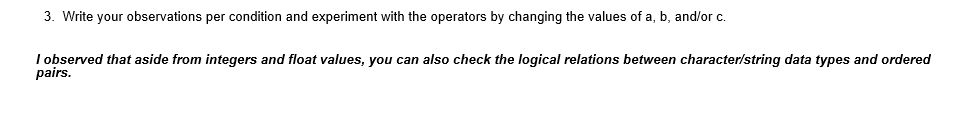 3. Write your observations per condition and experiment with the operators by changing the values of a, b, and/or c.
I observed that aside from integers and float values, you can also check the logical relations between character/string data types and ordered
pairs.